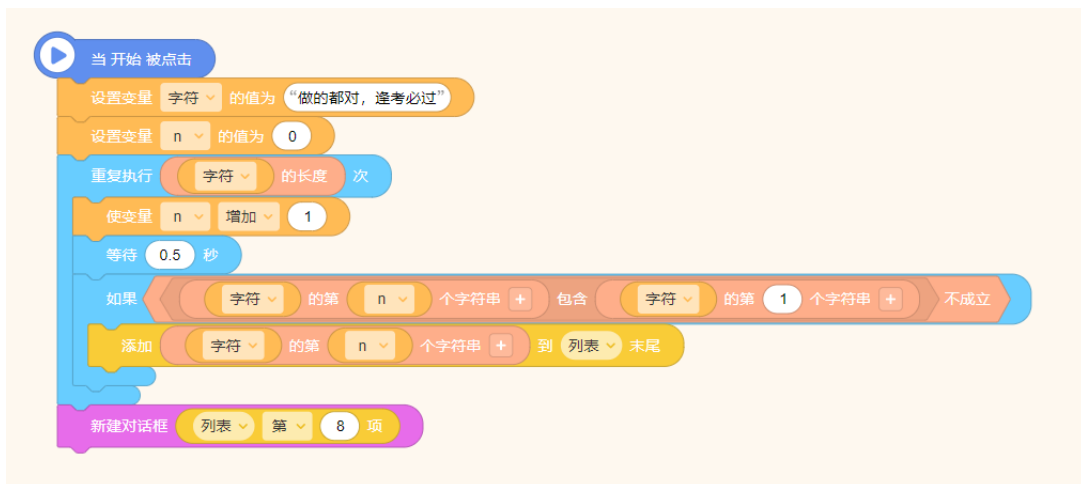 当 开始 被点击
设置变量 字符 的值为 “做的都对，逢考必过”
设置变量 n 的值为 0
重复执行 字符 的长度 次
使变量 n 增加 1
等待 0.5 秒
如果 字符 的第 n 个字符串 + 包含 字符 的第 1 个字符串 + 不成立
添加 字符 的第 n 个字符串 + 到 列表 末尾
新建对话框 列表 第 8 项